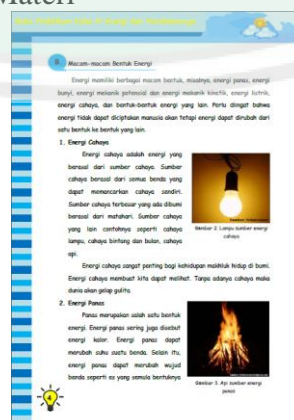 Materi
B. Macam-macam Bentuk Energi
Energi memiliki berbagai macam bentuk, misalnya; energi panas, energi
bunyi, energi mekanik potensial dan energi mekanik kinetik, energi listrik,
energi cahaya, dan bentuk-bentuk energi yang lain. Perlu diingat bahwa
energi tidak dapat diciptakan manusia akan tetapi energi dapat dirubah dari
satu bentuk ke bentuk yang lain.
1. Energi Cahaya
Energi cahaya adalah energi yang
berasal dari sumber cahaya. Sumber
cahaya berasal dari semua benda yang
dapat memancarkan cahaya sendiri.
Sumber cahaya terbesar yang ada dibumi
berasal dari matahari. Sumber cahaya
yang lain contohnya seperti cahaya
lampu, cahaya bintang dan bulan, cahaya
api.
Gambar 2. Lampu sumber energi
cahaya
Energi cahaya sangat penting bagi kehidupan makhluk hidup di bumi.
Energi cahaya membuat kita dapat melihat. Tanpa adanya cahaya maka
dunia akan gelap gulita.
2. Energi Panas
Panas merupakan salah satu bentuk
energi. Energi panas sering juga disebut
energi kalor. Energi panas dapat
merubah suhu suatu benda. Selain itu,
energi panas dapat merubah wujud
benda seperti es yang semula bentuknya
Gambar 3. Api sumber energi
panas
4